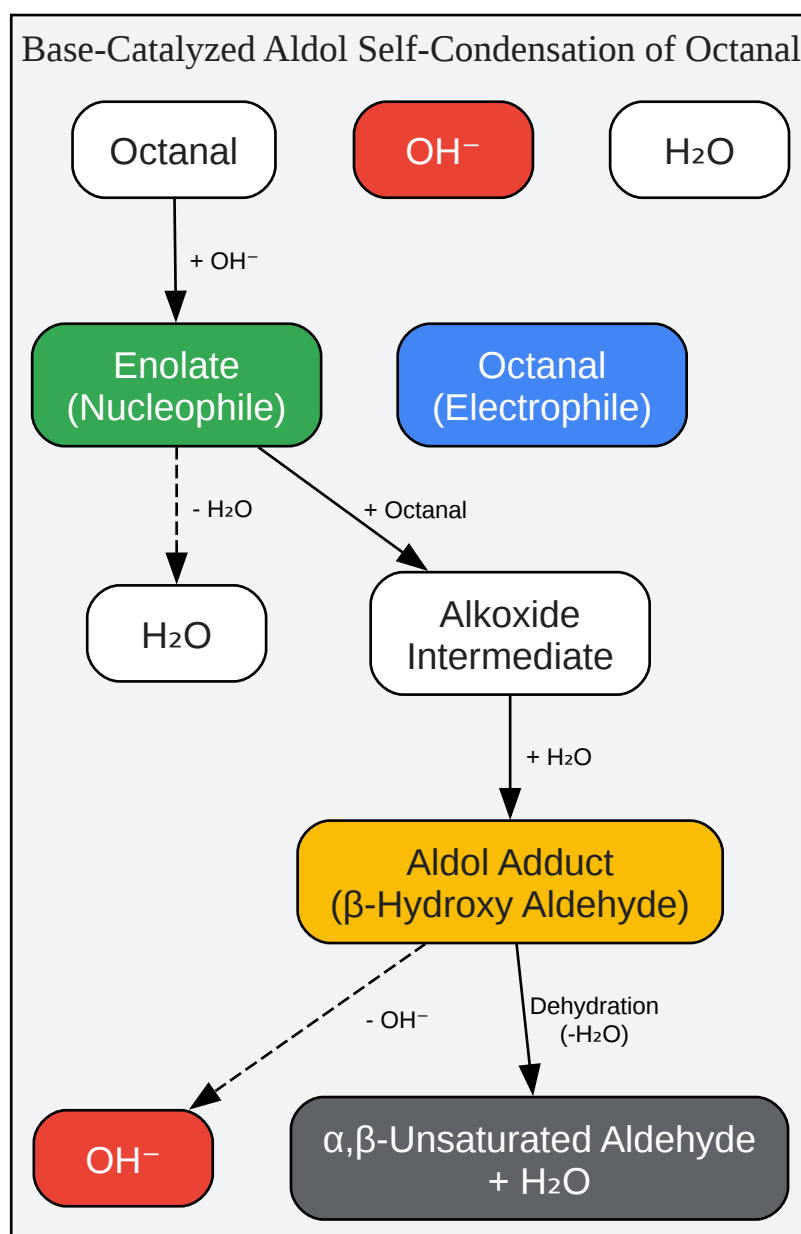 Base-Catalyzed Aldol Self-Condensation of Octanal
Octanal
OH⁻
H₂O
+ OH⁻
Enolate
(Nucleophile)
Octanal
(Electrophile)
- H₂O
+ Octanal
H₂O
Alkoxide
Intermediate
+ H₂O
Aldol Adduct
(β-Hydroxy Aldehyde)
- OH⁻
Dehydration
(-H₂O)
OH⁻
α,β-Unsaturated Aldehyde
+ H₂O